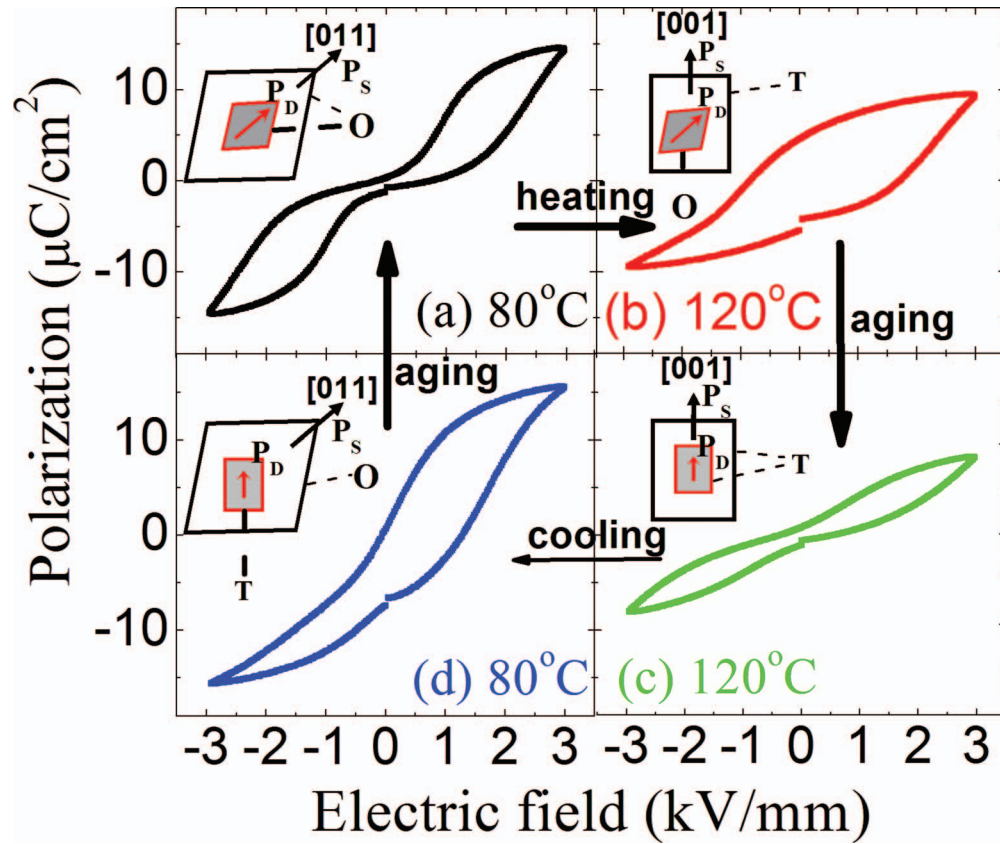 Polarization (μC/cm²)
10
0
-10
[011]
P_S
P_D
O
(a) 80°C
heating
[001]
P_S
P_D
T
O
(b) 120°C
aging
aging
10
0
-10
[011]
P_S
P_D
O
T
(d) 80°C
cooling
[001]
P_S
P_D
T
(c) 120°C
-3 -2 -1 0 1 2 3
-3 -2 -1 0 1 2 3
Electric field (kV/mm)